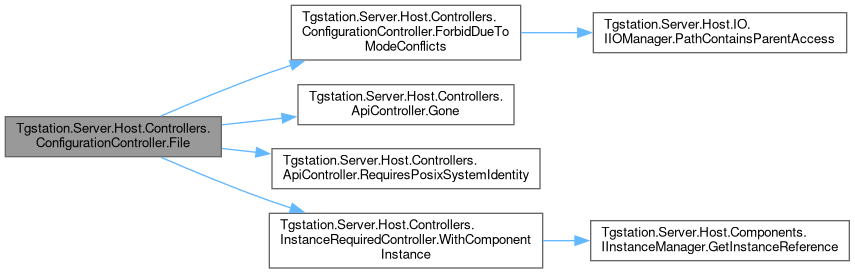 Tgstation.Server.Host.Controllers.
ConfigurationController.File
Tgstation.Server.Host.Controllers.
ConfigurationController.ForbidDueTo
ModeConflicts
Tgstation.Server.Host.IO.
IIOManager.PathContainsParentAccess
Tgstation.Server.Host.Controllers.
ApiController.Gone
Tgstation.Server.Host.Controllers.
ApiController.RequiresPosixSystemIdentity
Tgstation.Server.Host.Controllers.
InstanceRequiredController.WithComponent
Instance
Tgstation.Server.Host.Components.
IInstanceManager.GetInstanceReference